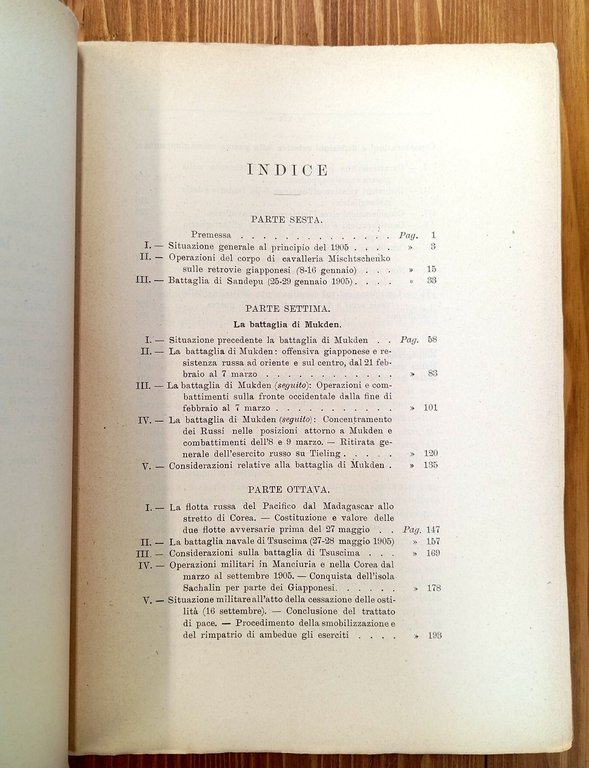 INDICE
PARTE SESTA.
Premessa . . . . . . . . . . . . . . Pag. 1
I. — Situazione generale al principio del 1905 . . . . » 3
II. — Operazioni del corpo di cavalleria Mischtschenko
sulle retrovie giapponesi (8-16 gennaio) . . . » 15
III. — Battaglia di Sandepu (25-29 gennaio 1905) . . . . » 33
PARTE SETTIMA.
La battaglia di Mukden.
I. — Situazione precedente la battaglia di Mukden . . Pag. 58
II. — La battaglia di Mukden: offensiva giapponese e re-
sistenza russa ad oriente e sul centro, dal 21 feb-
braio al 7 marzo . . . . . . . . . . . . » 83
III. — La battaglia di Mukden (seguito): Operazioni e com-
battimenti sulla fronte occidentale dalla fine di
febbraio al 7 marzo . . . . . . . . . . . » 101
IV. — La battaglia di Mukden (seguito): Concentramento
dei Russi nelle posizioni attorno a Mukden e
combattimenti dell'8 e 9 marzo. — Ritirata ge-
nerale dell'esercito russo su Tieling . . . . . » 120
V. — Considerazioni relative alla battaglia di Mukden . » 135
PARTE OTTAVA.
I. — La flotta russa del Pacifico dal Madagascar allo
stretto di Corea. — Costituzione e valore delle
due flotte avversarie prima del 27 maggio . . . Pag. 147
II. — La battaglia navale di Tsuscima (27-28 maggio 1905) » 157
III. — Considerazioni sulla battaglia di Tsuscima . . . » 169
IV. — Operazioni militari in Manciuria e nella Corea dal
marzo al settembre 1905. — Conquista dell'isola
Sachalin per parte dei Giapponesi . . . . . . » 178
V. — Situazione militare all'atto della cessazione delle osti-
lità (16 settembre). — Conclusione del trattato
di pace. — Procedimento della smobilizzazione e
del rimpatrio di ambedue gli eserciti . . . . » 193